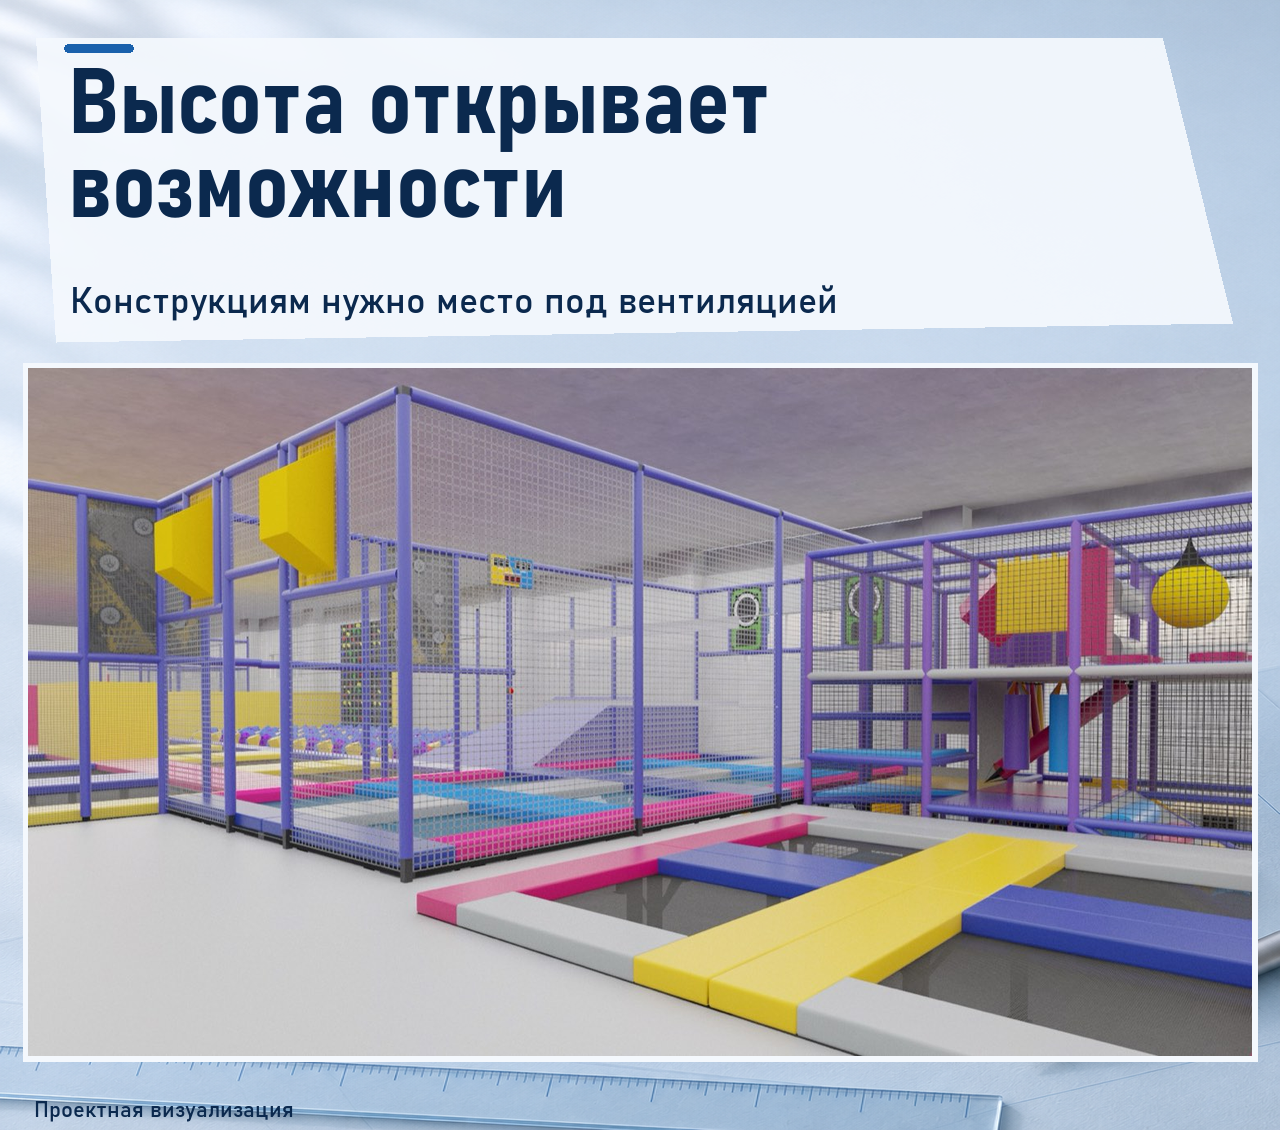 Высота открывает
возможности
Конструкциям нужно место под вентиляцией
Проектная визуализация